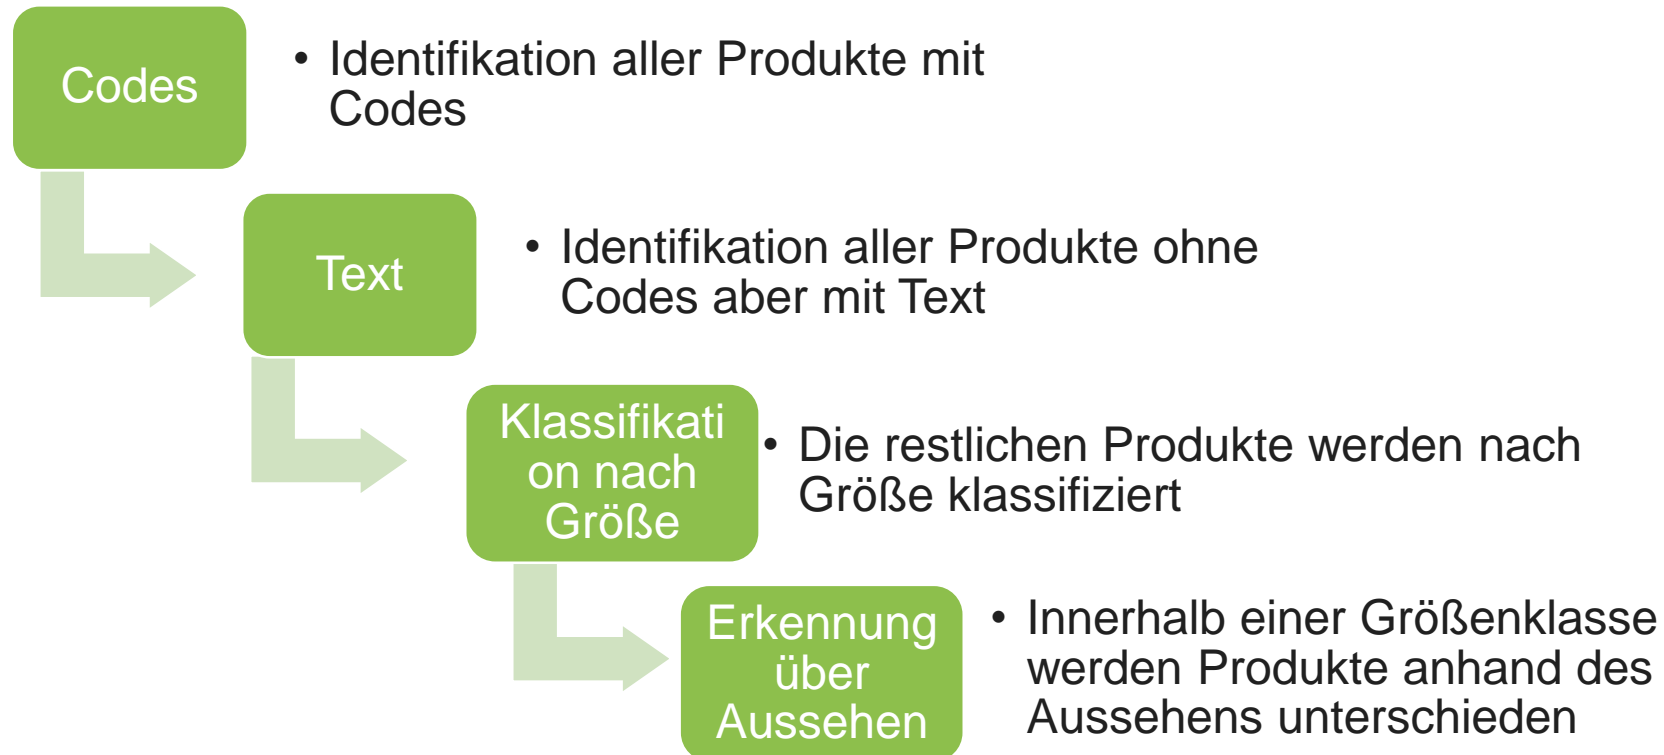 Codes
• Identifikation aller Produkte mit
Codes
Text
• Identifikation aller Produkte ohne
Codes aber mit Text
Klassifikati
on nach
Größe
• Die restlichen Produkte werden nach
Größe klassifiziert
Erkennung
über
Aussehen
• Innerhalb einer Größenklasse
werden Produkte anhand des
Aussehens unterschieden